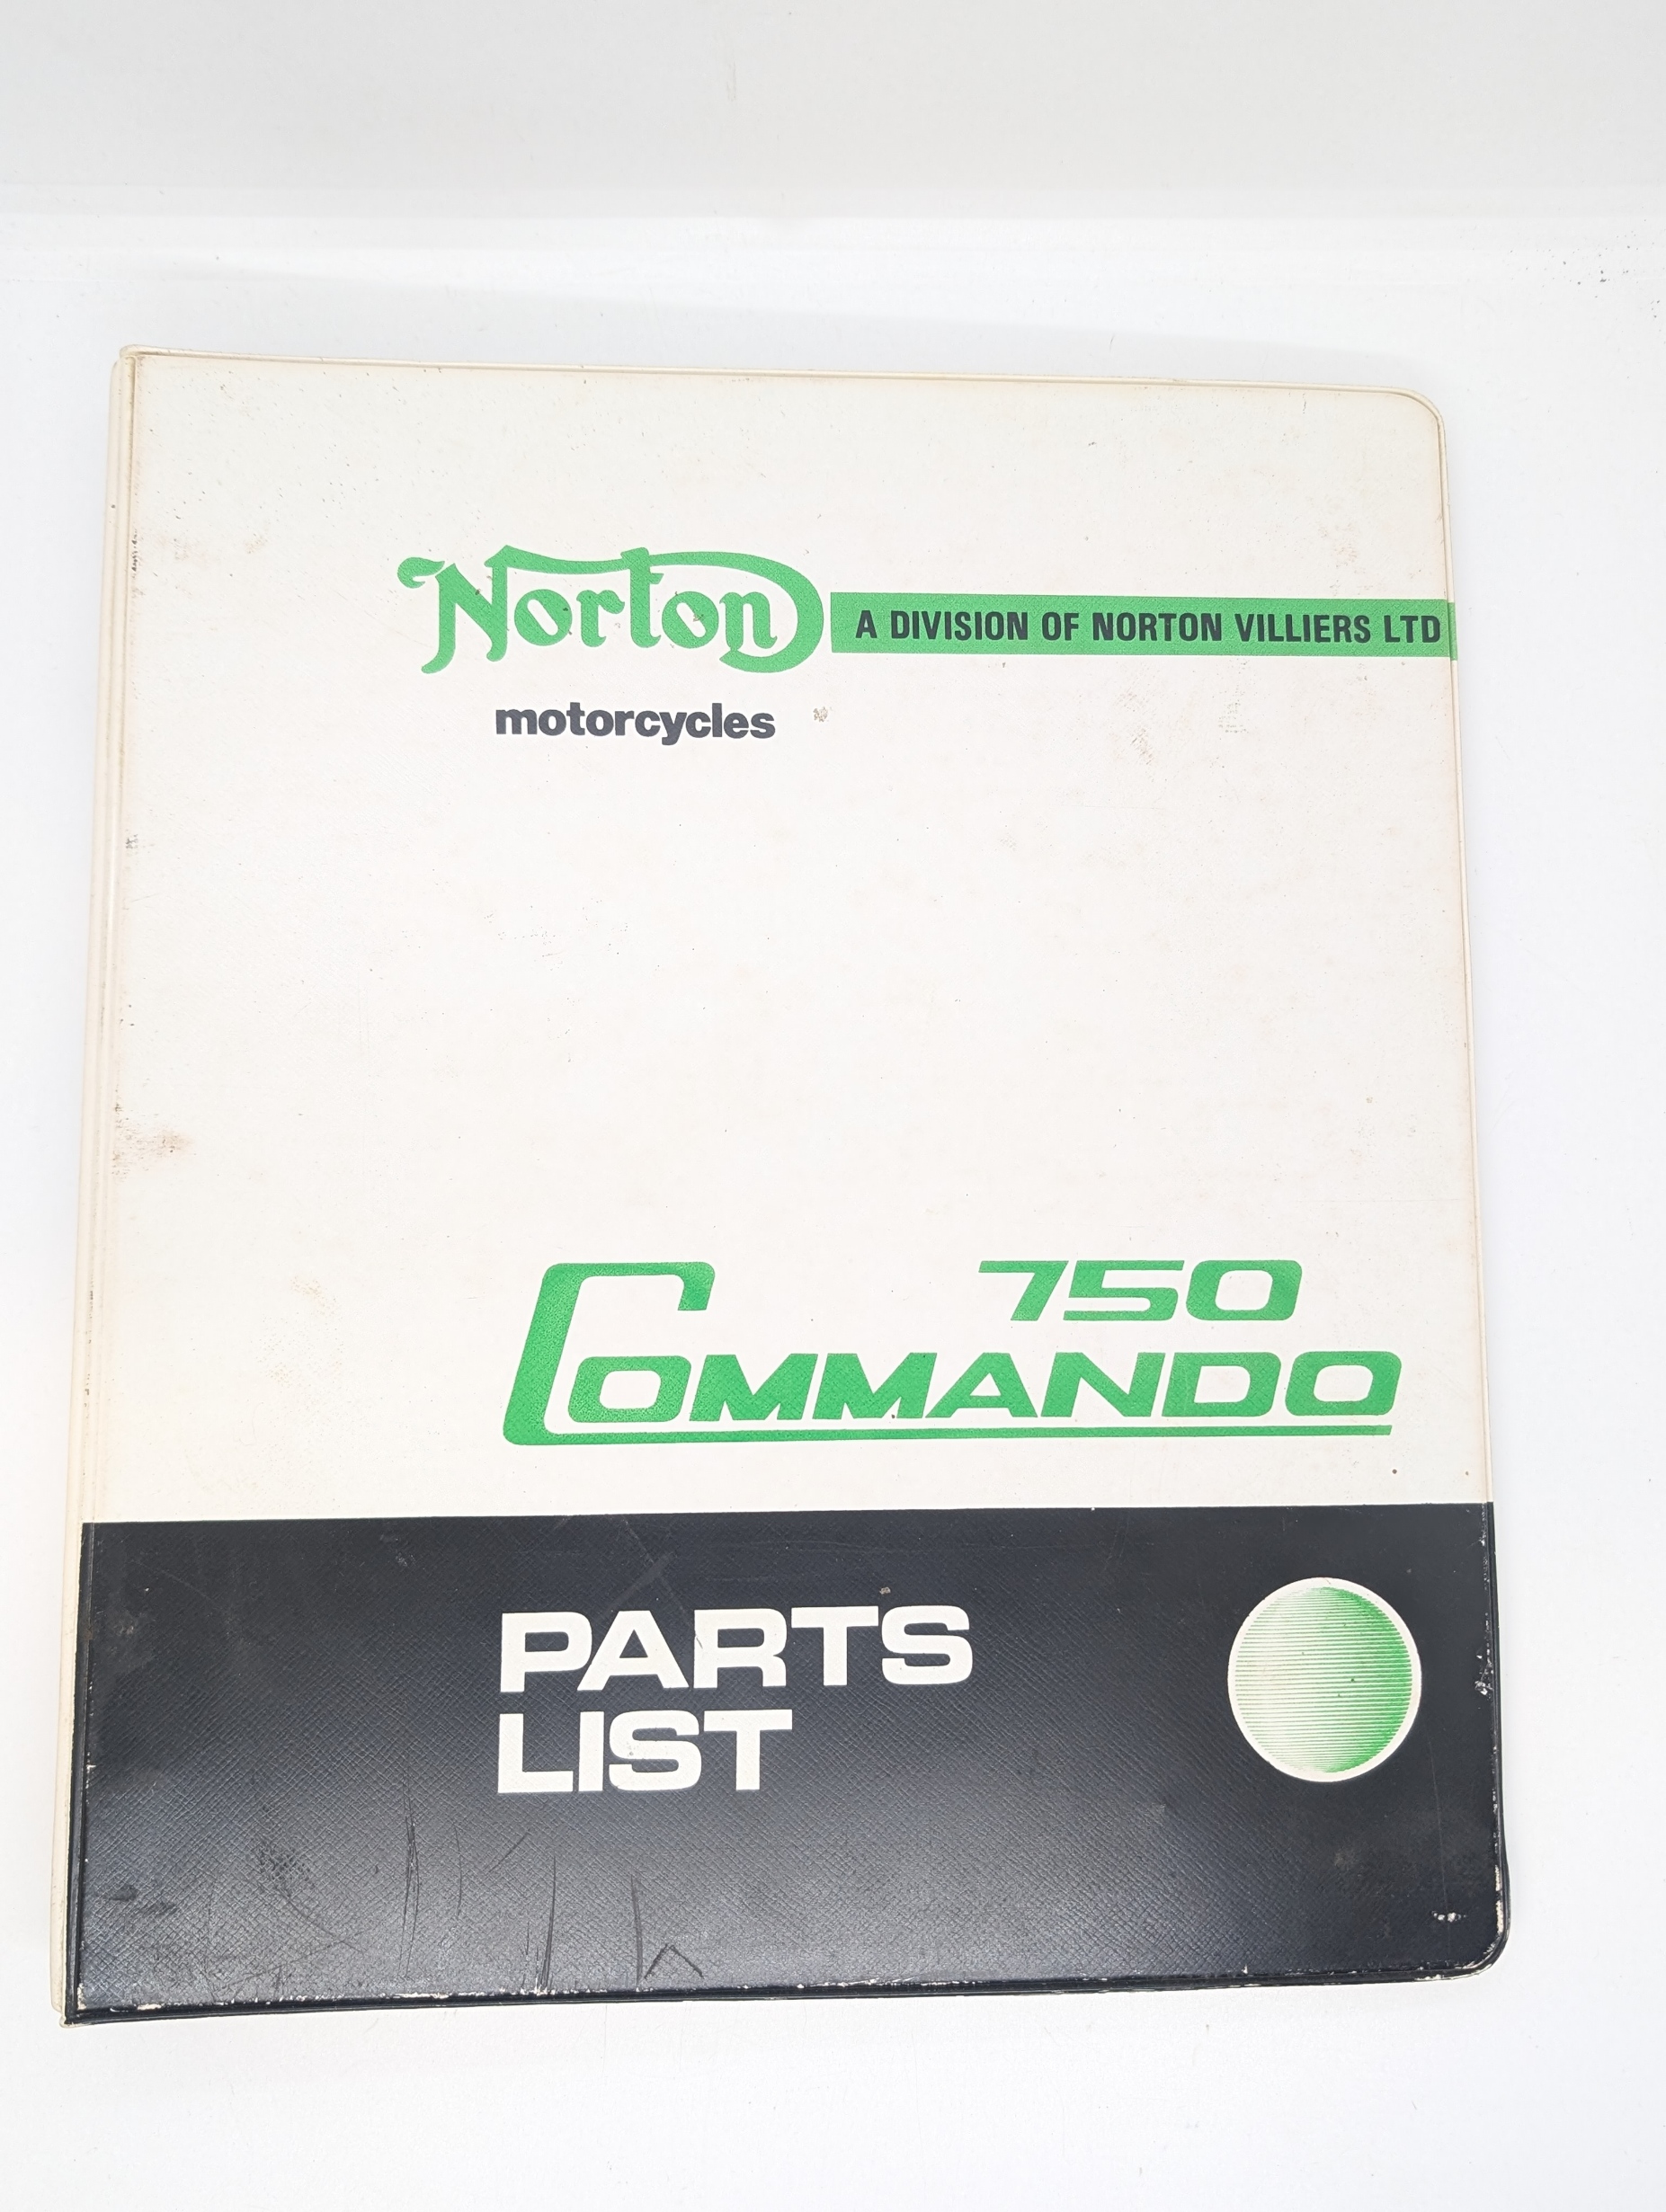 Norton A DIVISION OF NORTON VILLIERS LTD
motorcycles
750
COMMANDO
PARTS
LIST